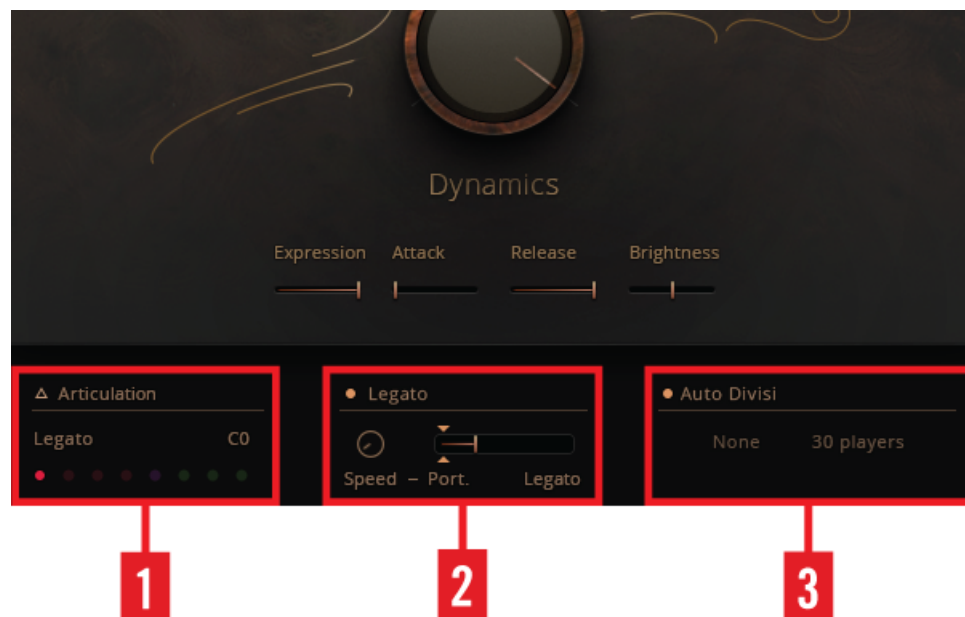 Dynamics
Expression Attack Release Brightness
Articulation
Legato C0
Legato
Speed – Port. Legato
Auto Divisi
None 30 players
1 2 3